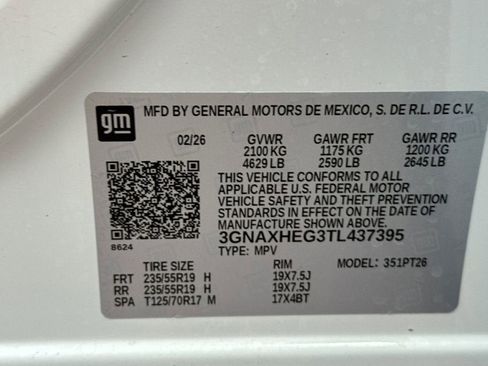 gm
MFD BY GENERAL MOTORS DE MEXICO, S. DE R.L. DE C.V.
02/26 GVWR GAWR FRT GAWR RR
2100 KG 1175 KG 1200 KG
4629 LB 2590 LB 2645 LB
THIS VEHICLE CONFORMS TO ALL
APPLICABLE U.S. FEDERAL MOTOR
VEHICLE SAFETY AND THEFT PREVENTION
STANDARDS IN EFFECT ON THE DATE OF
MANUFACTURE SHOWN ABOVE.
8624 3GNAXHEG3TL437395
TYPE: MPV
TIRE SIZE RIM MODEL: 351PT26
FRT 235/55R19 H 19X7.5J
RR 235/55R19 H 19X7.5J
SPA T125/70R17 M 17X4BT